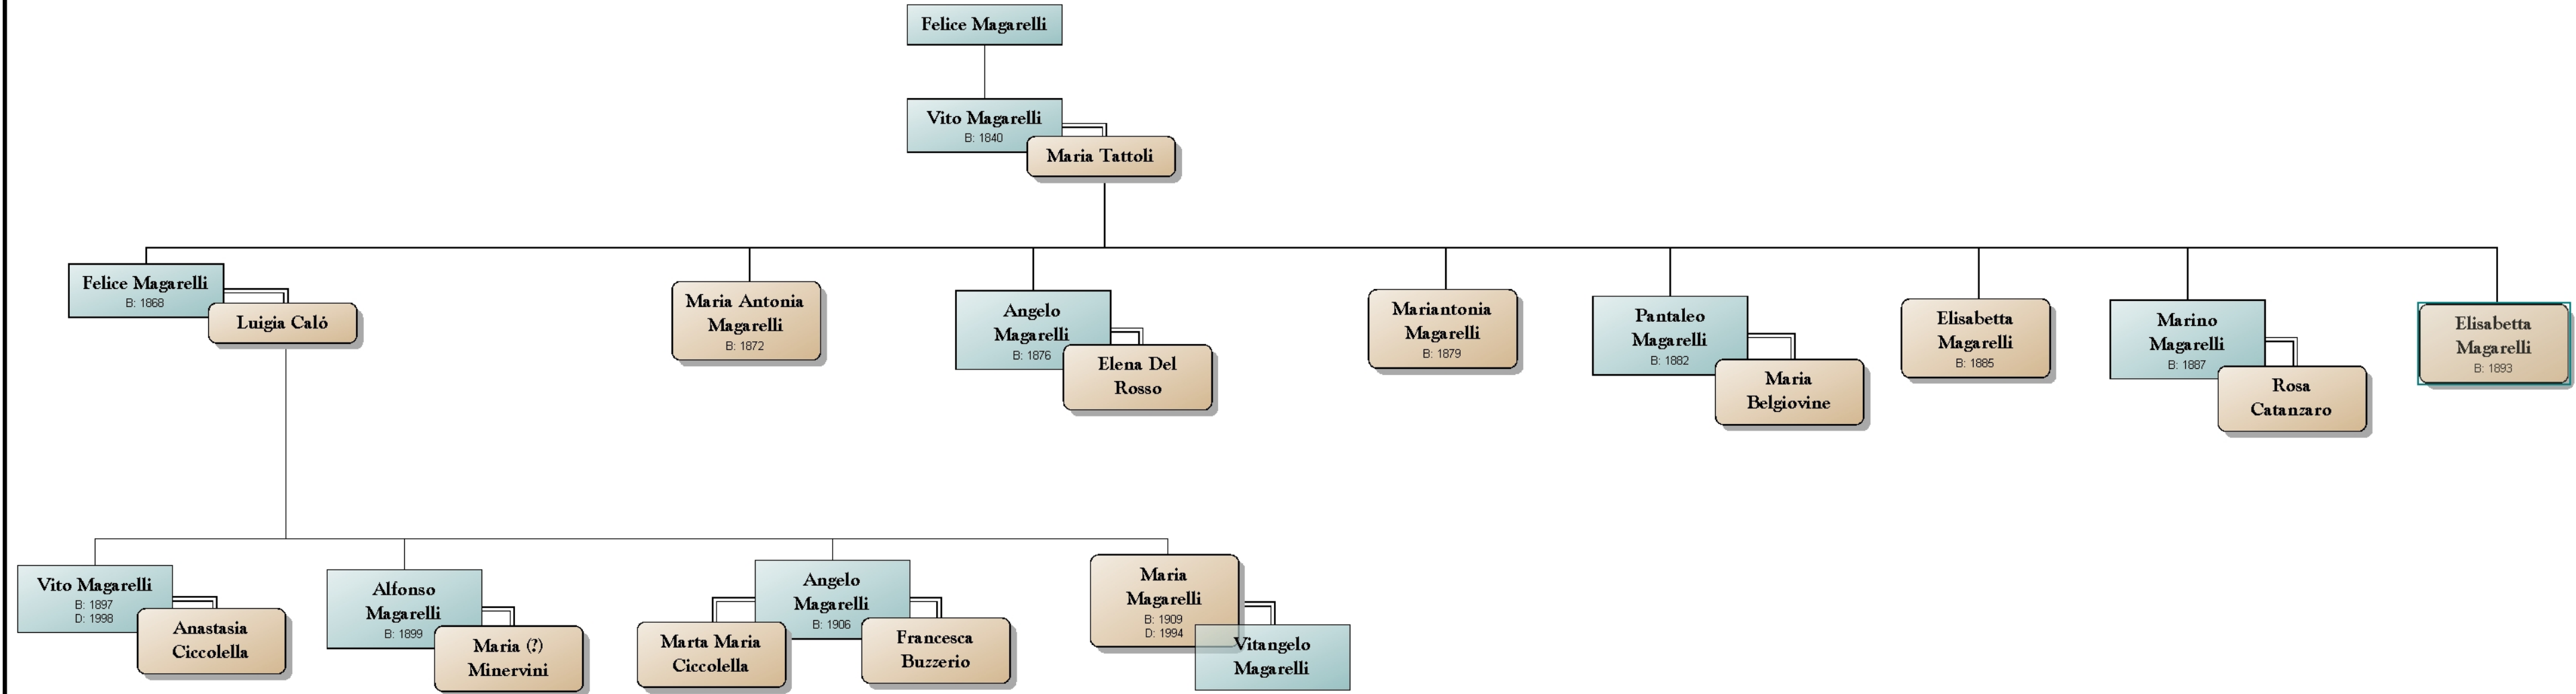 Felice Magarelli
Vito Magarelli
B: 1840
Maria Tattoli
Felice Magarelli
B: 1868
Luigia Caló
Maria Antonia
Magarelli
B: 1872
Angelo
Magarelli
B: 1876
Elena Del
Rosso
Mariantonia
Magarelli
B: 1879
Pantaleo
Magarelli
B: 1882
Maria
Belgiovine
Elisabetta
Magarelli
B: 1885
Marino
Magarelli
B: 1887
Rosa
Catanzaro
Elisabetta
Magarelli
B: 1893
Vito Magarelli
B: 1897
D: 1998
Anastasia
Ciccolella
Alfonso
Magarelli
B: 1899
Maria (?)
Minervini
Marta Maria
Ciccolella
Angelo
Magarelli
B: 1906
Francesca
Buzzerio
Maria
Magarelli
B: 1909
D: 1994
Vitangelo
Magarelli